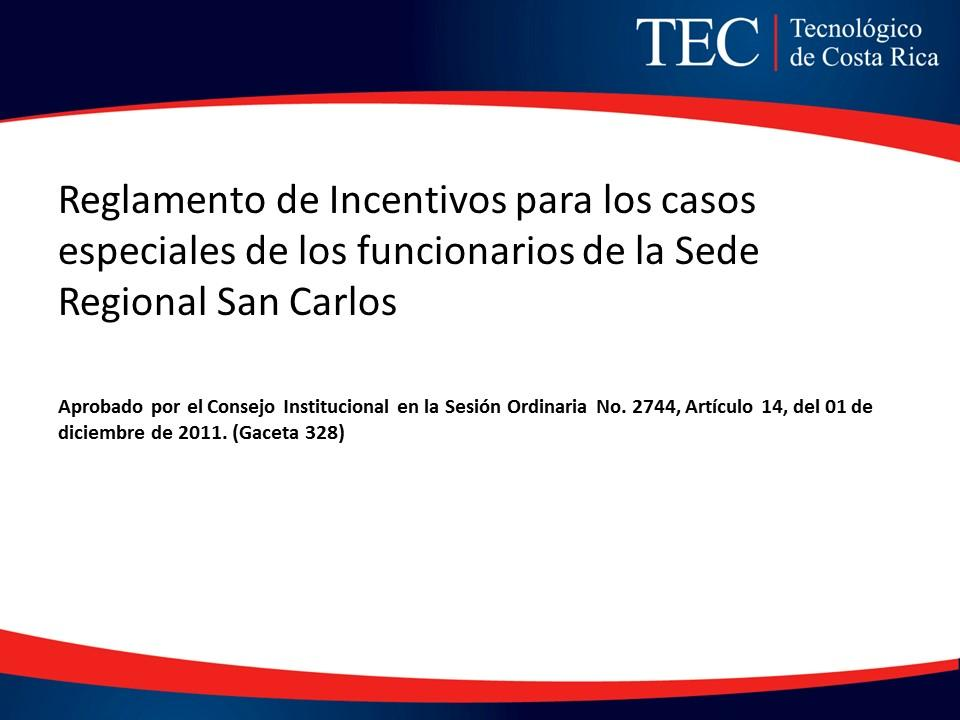 TEC
Tecnológico
de Costa Rica
Reglamento de Incentivos para los casos
especiales de los funcionarios de la Sede
Regional San Carlos
Aprobado por el Consejo Institucional en la Sesión Ordinaria No. 2744, Artículo 14, del 01 de
diciembre de 2011. (Gaceta 328)